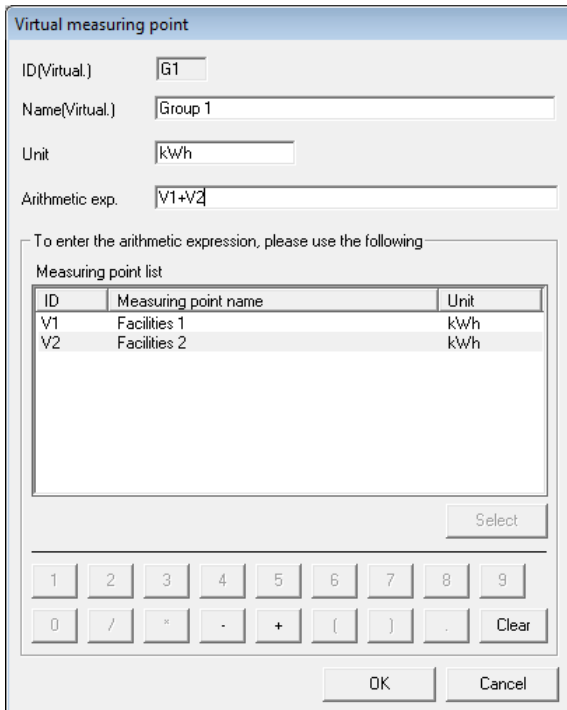 Virtual measuring point
ID(Virtual.) G1
Name(Virtual.) Group 1
Unit kWh
Arithmetic exp. V1+V2
To enter the arithmetic expression, please use the following
Measuring point list
ID Measuring point name Unit
V1 Facilities 1 kWh
V2 Facilities 2 kWh
Select
1 2 3 4 5 6 7 8 9
0 / * - + ( ) . Clear
OK Cancel